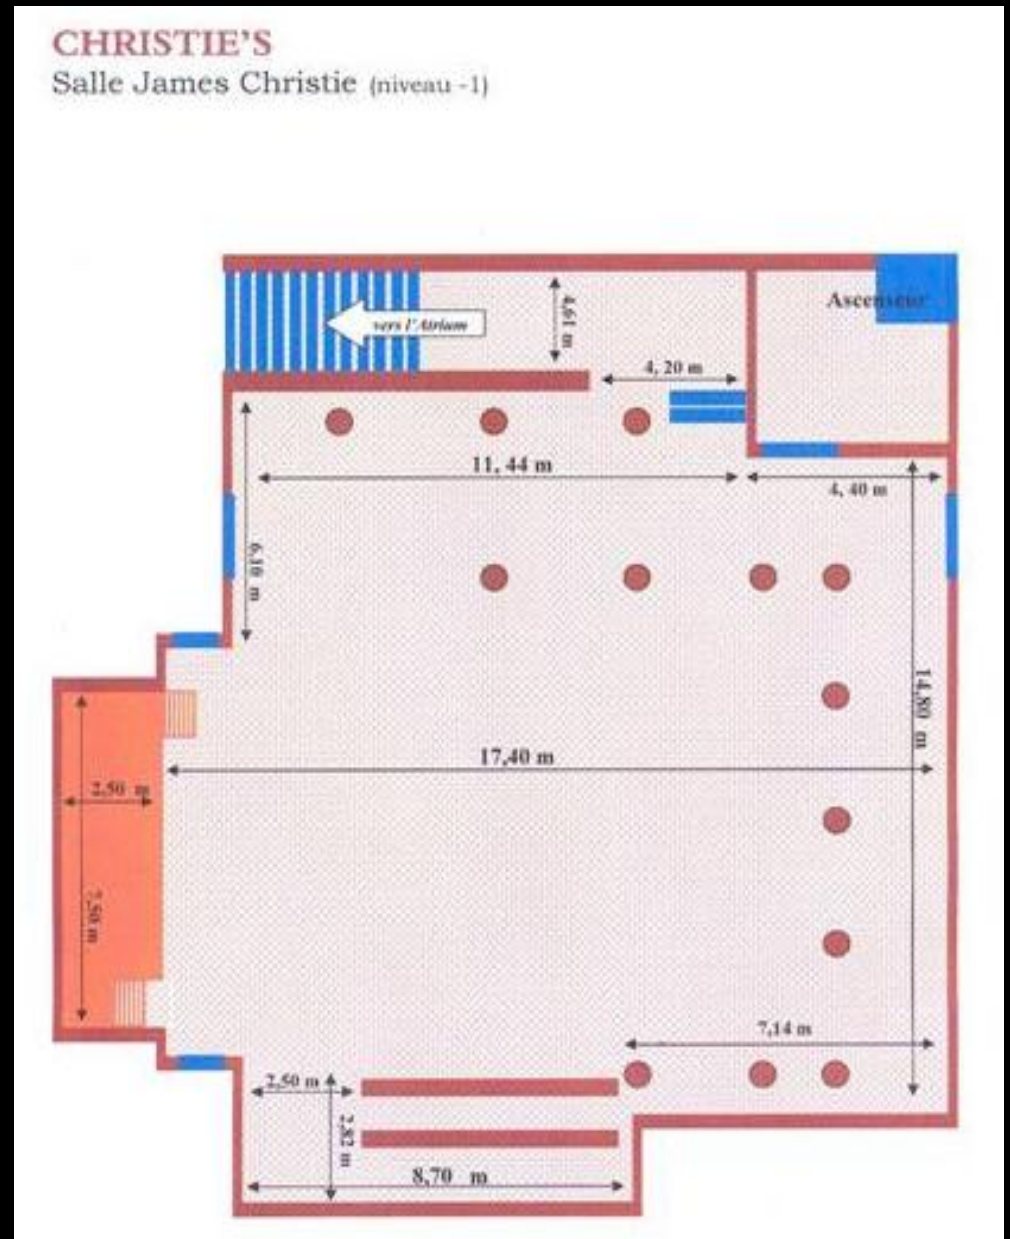 CHRISTIE'S
Salle James Christie (niveau -1)
Ascenseur
vers l'Atrium
4,61 m
4, 20 m
11, 44 m
4, 40 m
6,10 m
14,80 m
17,40 m
2,50 m
7,50 m
7,14 m
2,50 m
2,82 m
8,70 m